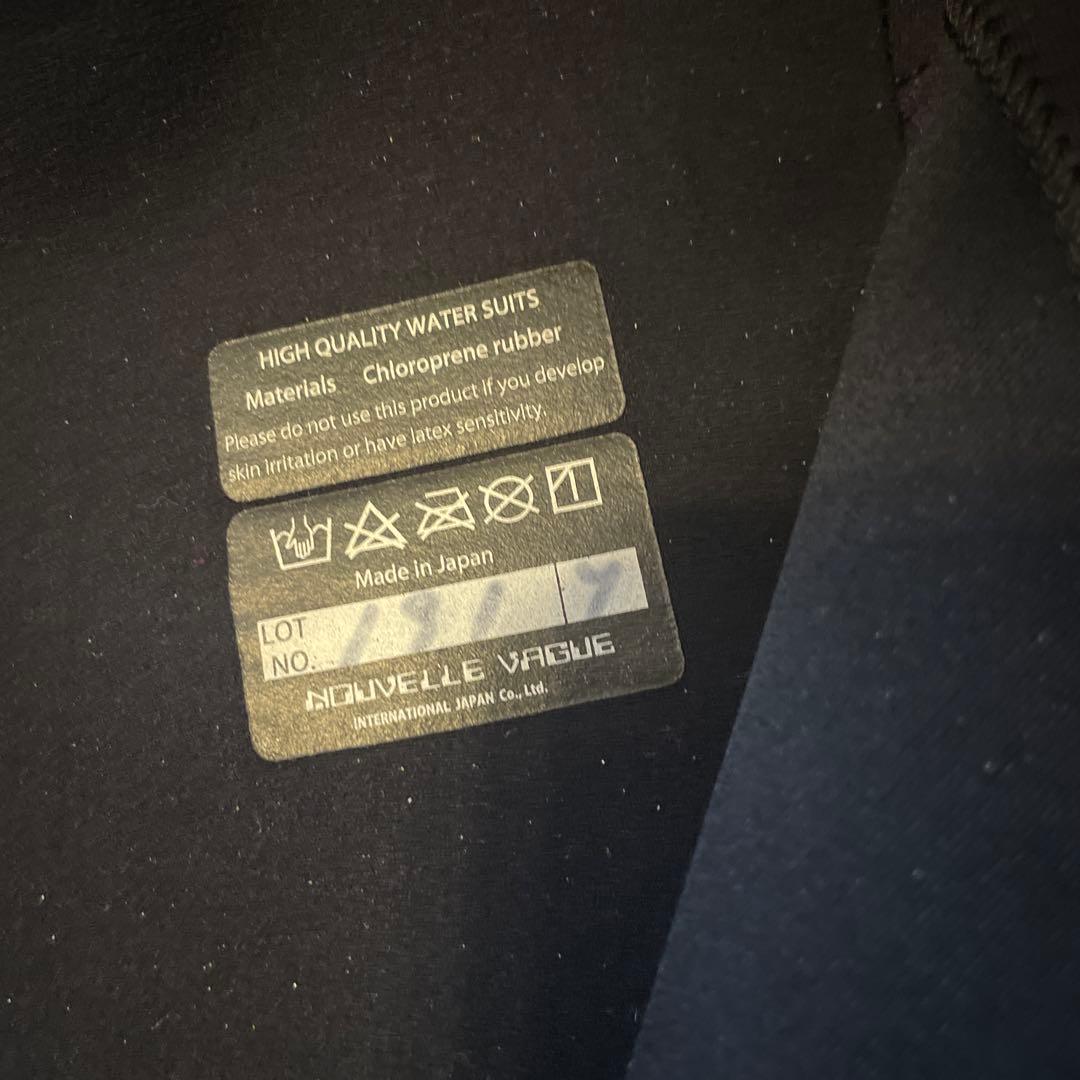 HIGH QUALITY WATER SUITS
Materials Chloroprene rubber
Please do not use this product if you develop
skin irritation or have latex sensitivity.
Made in Japan
LOT
NO.
NOUVELLE VAGUE
INTERNATIONAL JAPAN Co., Ltd.